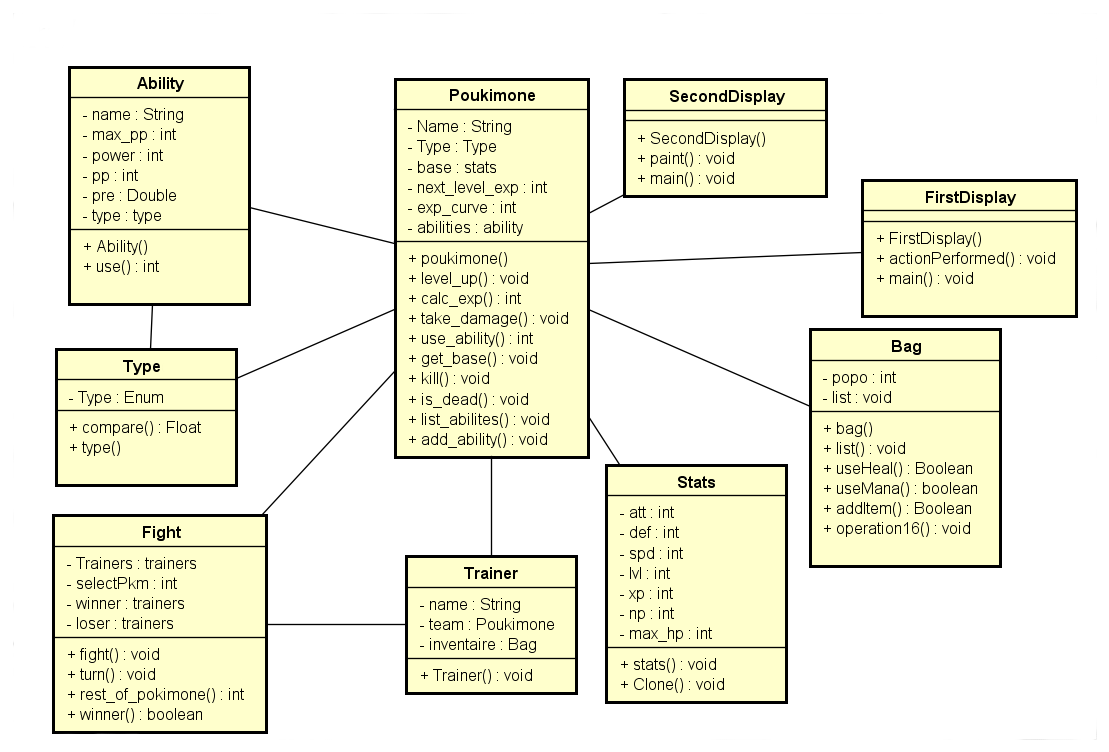 Ability
- name : String
- max_pp : int
- power : int
- pp : int
- pre : Double
- type : type
+ Ability()
+ use() : int
Poukimone
- Name : String
- Type : Type
- base : stats
- next_level_exp : int
- exp_curve : int
- abilities : ability
+ poukimone()
+ level_up() : void
+ calc_exp() : int
+ take_damage() : void
+ use_ability() : int
+ get_base() : void
+ kill() : void
+ is_dead() : void
+ list_abilites() : void
+ add_ability() : void
SecondDisplay
+ SecondDisplay()
+ paint() : void
+ main() : void
FirstDisplay
+ FirstDisplay()
+ actionPerformed() : void
+ main() : void
Type
- Type : Enum
+ compare() : Float
+ type()
Bag
- popo : int
- list : void
+ bag()
+ list() : void
+ useHeal() : Boolean
+ useMana() : boolean
+ addItem() : Boolean
+ operation16() : void
Fight
- Trainers : trainers
- selectPkm : int
- winner : trainers
- loser : trainers
+ fight() : void
+ turn() : void
+ rest_of_pokimone() : int
+ winner() : boolean
Trainer
- name : String
- team : Poukimone
- inventaire : Bag
+ Trainer() : void
Stats
- att : int
- def : int
- spd : int
- lvl : int
- xp : int
- np : int
- max_hp : int
+ stats() : void
+ Clone() : void